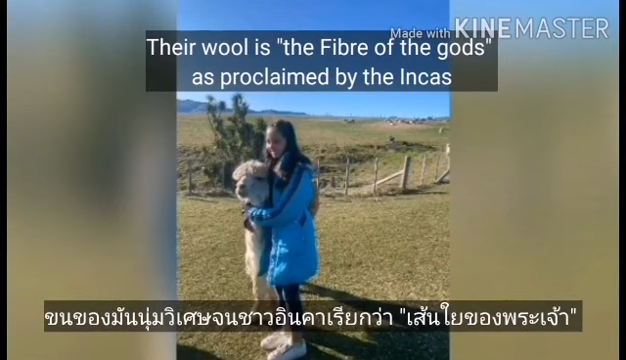 Made with KINEMASTER
Their wool is "the Fibre of the gods"
as proclaimed by the Incas
ขนของมันนุ่มวิเศษจนชาวอินคาเรียกว่า "เส้นใยของพระเจ้า"